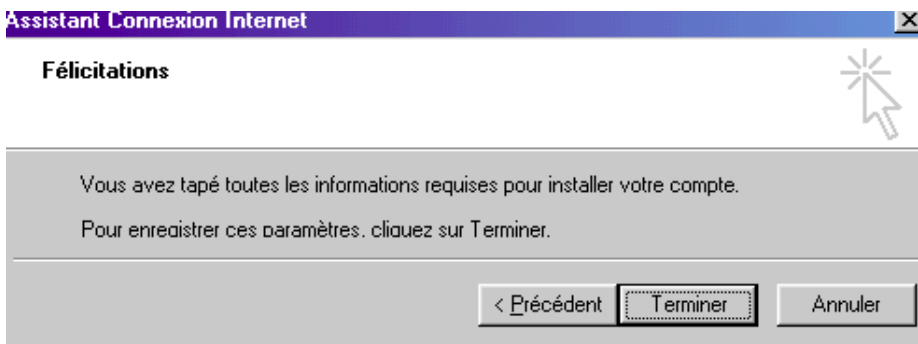 Assistant Connexion Internet
Félicitations
Vous avez tapé toutes les informations requises pour installer votre compte.
Pour enregistrer ces paramètres, cliquez sur Terminer.
< Précédent Terminer Annuler